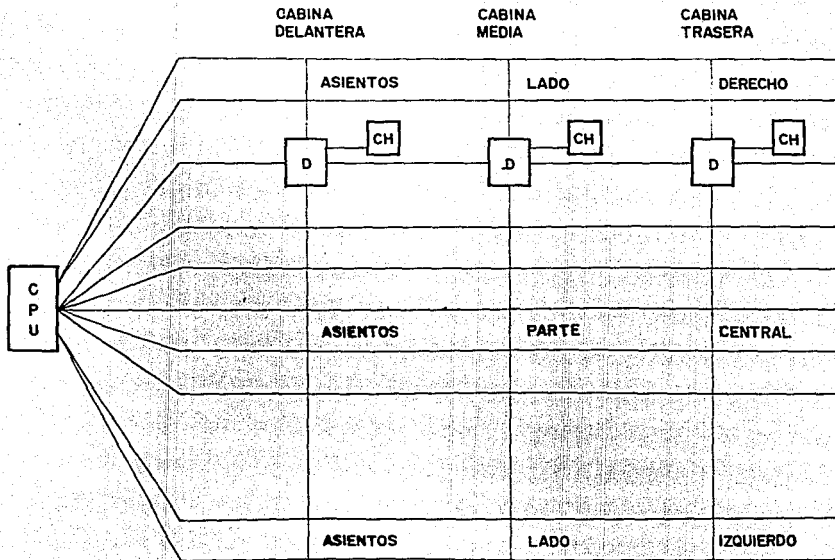 CABINA CABINA CABINA
DELANTERA MEDIA TRASERA
ASIENTOS LADO DERECHO
CH CH CH
D D D
C
P
U
ASIENTOS PARTE CENTRAL
ASIENTOS LADO IZQUIERDO